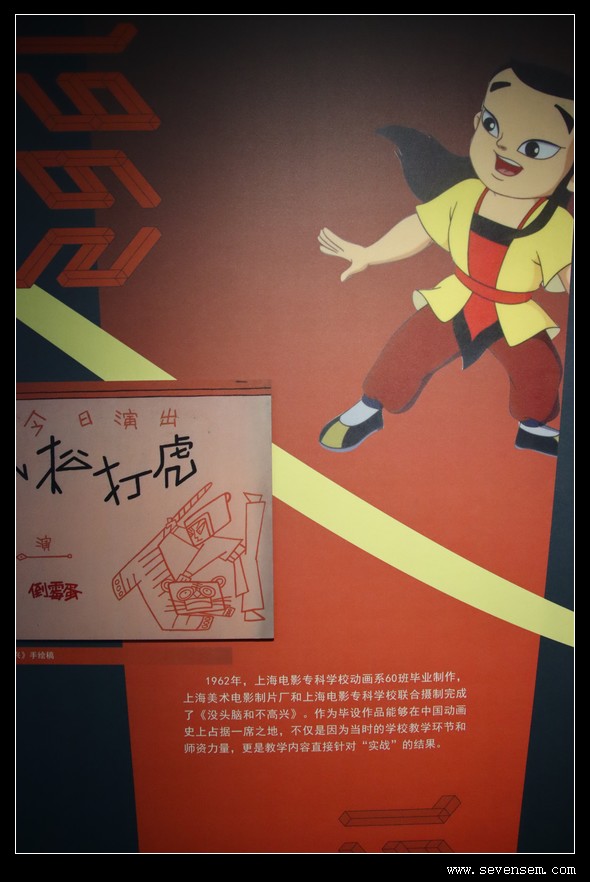 1962
今日演出
松打虎
演
倒霉蛋
》手绘稿
1962年，上海电影专科学校动画系60班毕业制作，
上海美术电影制片厂和上海电影专科学校联合摄制完成
了《没头脑和不高兴》。作为毕设作品能够在中国动画
史上占据一席之地，不仅是因为当时的学校教学环节和
师资力量，更是教学内容直接针对“实战”的结果。
www.sevensem.com